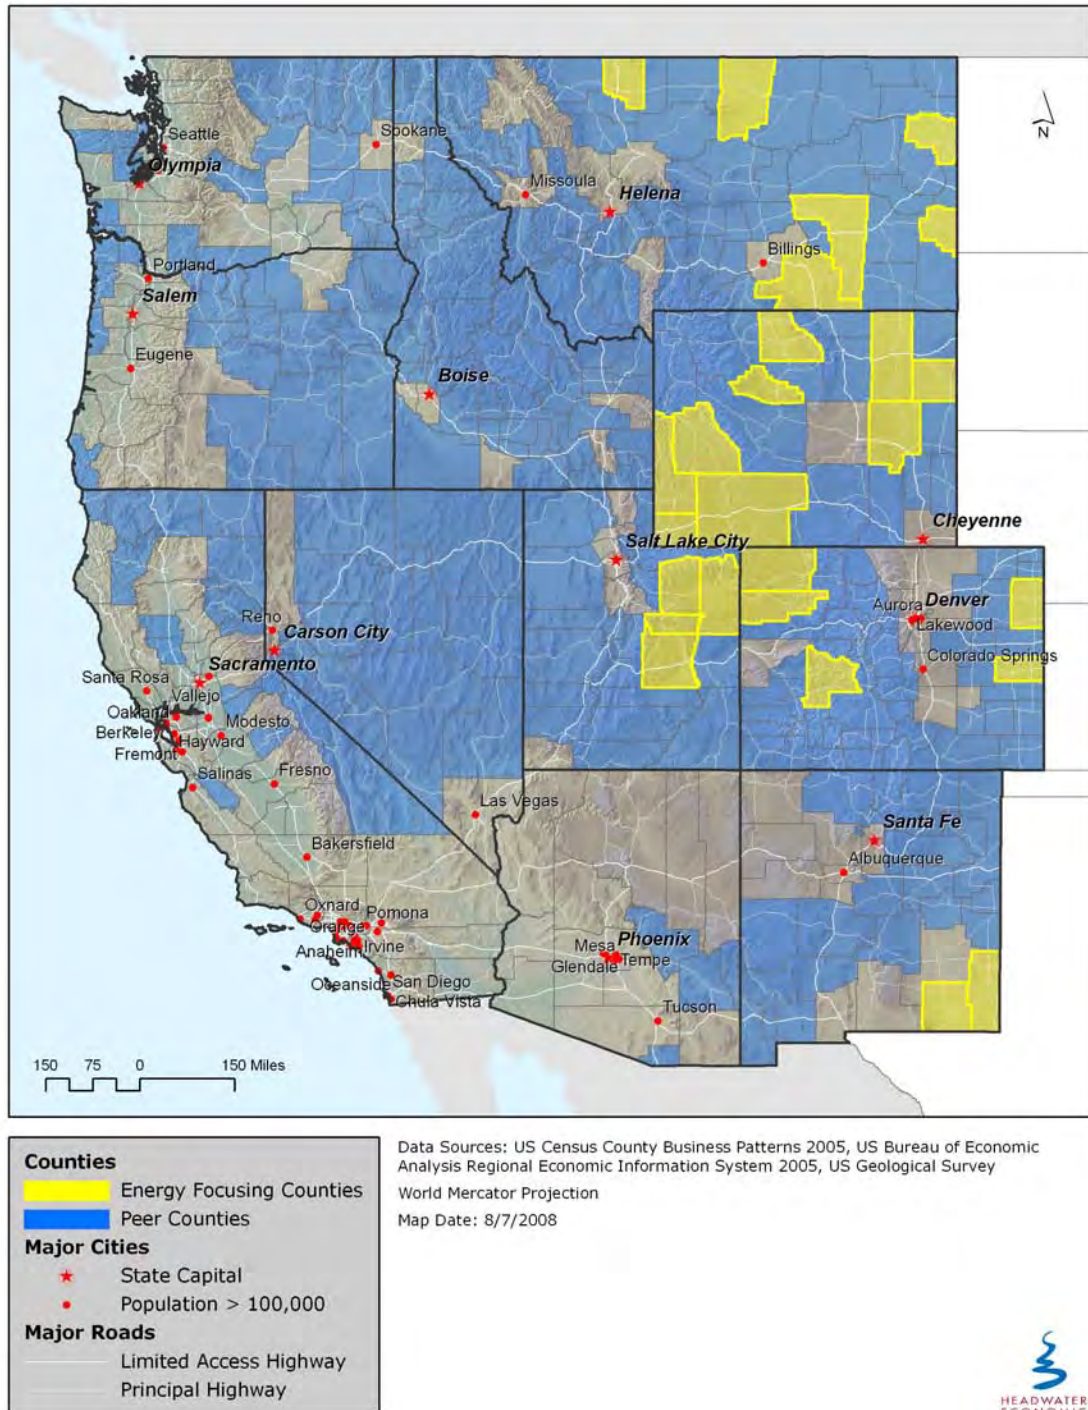 N
Seattle
Spokane
Olympia
Missoula
Helena
Billings
Portland
Salem
Eugene
Boise
Cheyenne
Salt Lake City
Reno
Carson City
Aurora
Denver
Lakewood
Sacramento
Colorado Springs
Santa Rosa
Vallejo
Oakland
Modesto
Berkeley
Hayward
Fremont
Salinas
Fresno
Las Vegas
Santa Fe
Albuquerque
Bakersfield
Oxnard
Pomona
Orange
Anaheim
Irvine
Mesa
Phoenix
Glendale
Tempe
Oceanside
San Diego
Chula Vista
Tucson
150 75 0 150 Miles
Counties
Energy Focusing Counties
Peer Counties
Major Cities
State Capital
Population > 100,000
Major Roads
Limited Access Highway
Principal Highway
Data Sources: US Census County Business Patterns 2005, US Bureau of Economic
Analysis Regional Economic Information System 2005, US Geological Survey
World Mercator Projection
Map Date: 8/7/2008
HEADWATER